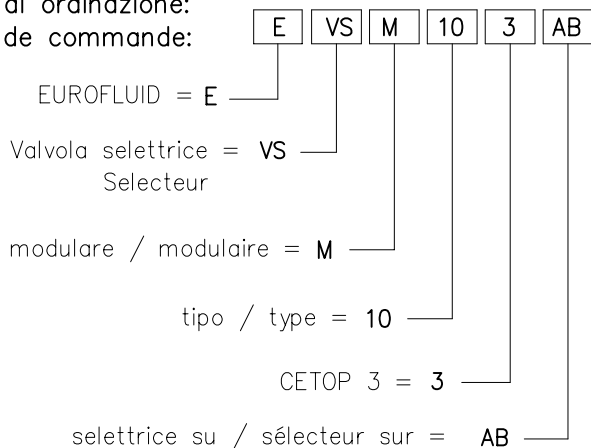 di ordinazione:
de commande:
E VS M 10 3 AB
EUROFLUID = E
Valvola selettrice = VS
Selecteur
modulare / modulaire = M
tipo / type = 10
CETOP 3 = 3
selettrice su / sélecteur sur = AB